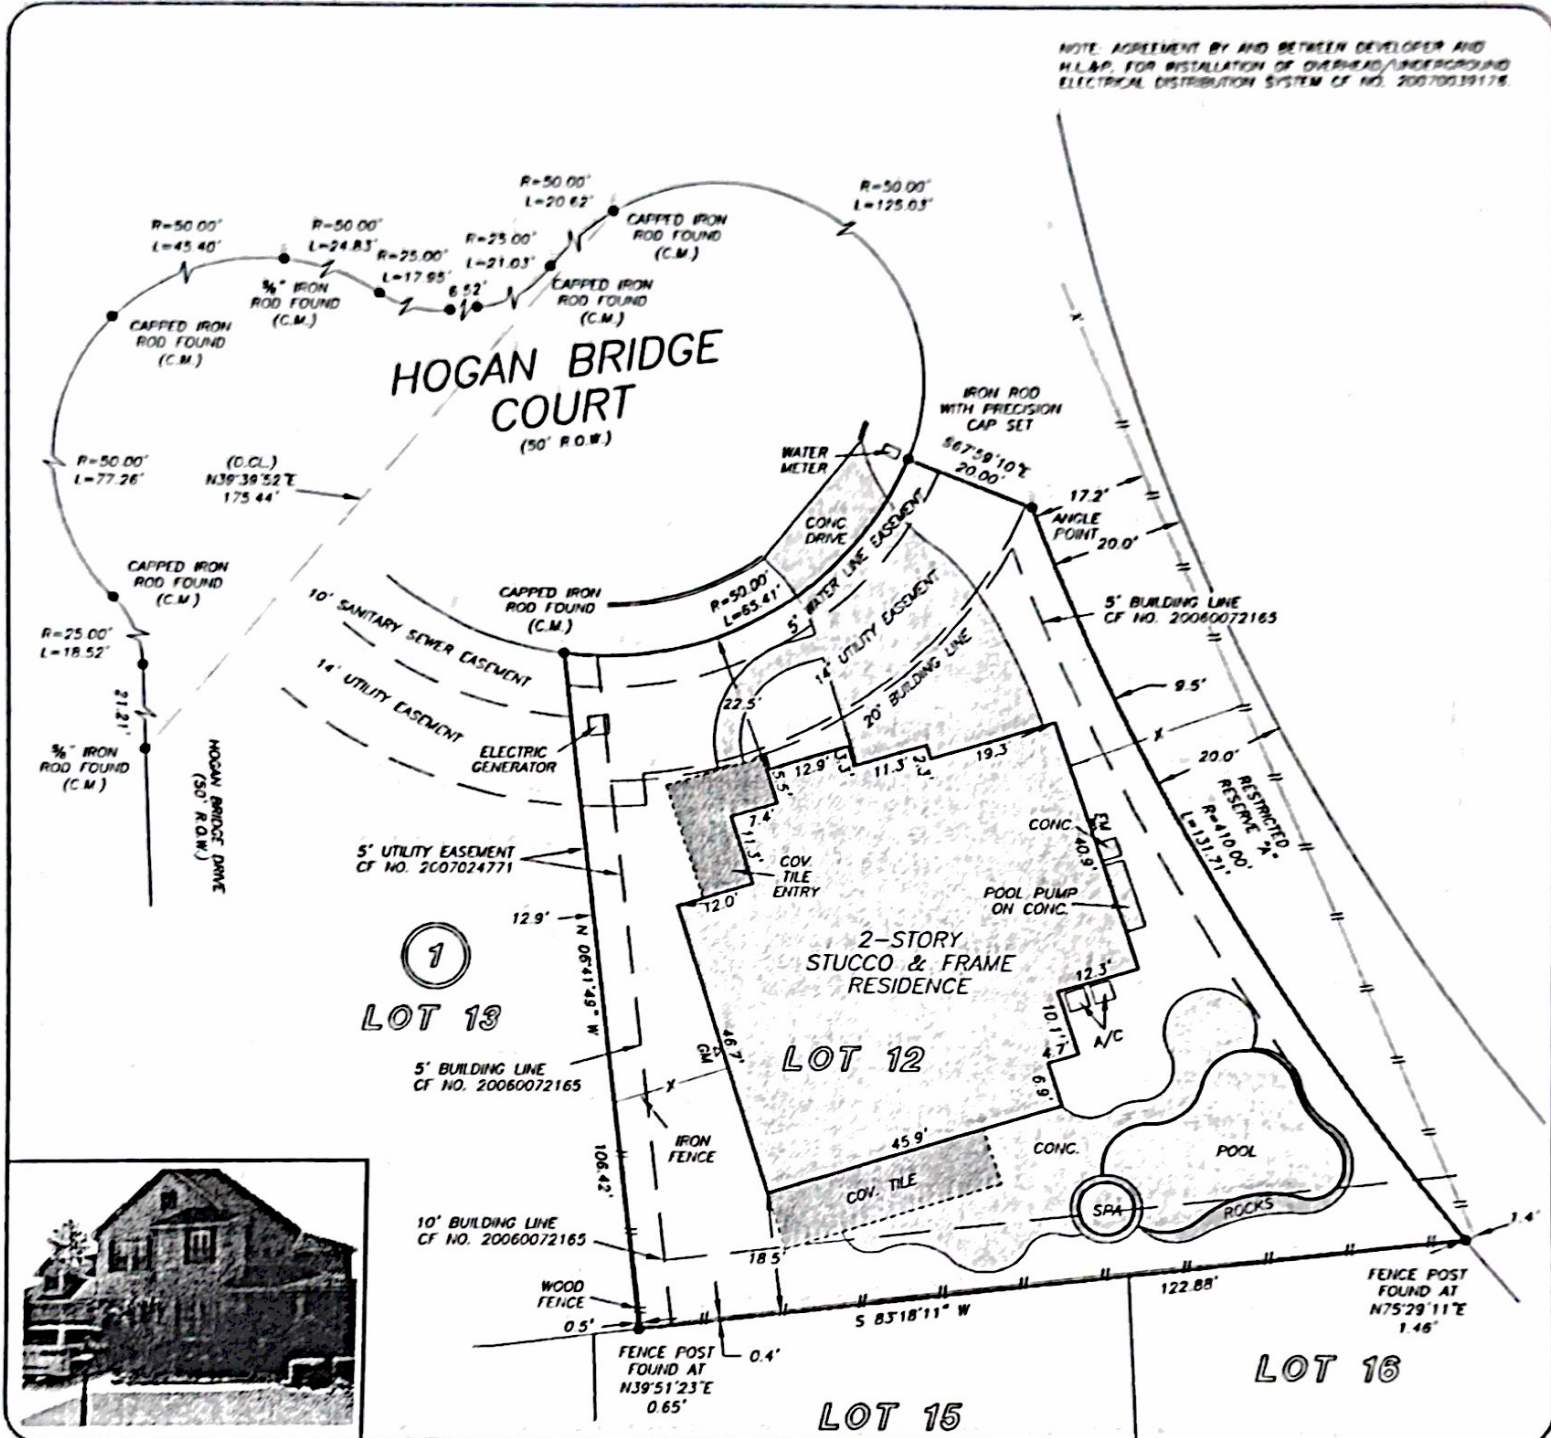 NOTE: AGREEMENT BY AND BETWEEN DEVELOPER AND
H.L.&P. FOR INSTALLATION OF OVERHEAD/UNDERGROUND
ELECTRICAL DISTRIBUTION SYSTEM CF NO. 20070039178.
R=50.00'
L=20.62'
R=50.00'
L=125.03'
R=50.00'
L=45.40'
R=50.00'
L=24.83'
R=25.00'
L=17.95'
R=25.00'
L=21.03'
6.52'
CAPPED IRON
ROD FOUND
(C.M.)
5/8" IRON
ROD FOUND
(C.M.)
CAPPED IRON
ROD FOUND
(C.M.)
CAPPED IRON
ROD FOUND
(C.M.)
HOGAN BRIDGE
COURT
(50' R.O.W.)
IRON ROD
WITH PRECISION
CAP SET
S67°59'10"E
20.00'
WATER
METER
R=50.00'
L=77.26'
(D.CL.)
N39°39'52"E
175.44'
17.2'
ANGLE
POINT
20.0'
CONC.
DRIVE
CAPPED IRON
ROD FOUND
(C.M.)
CAPPED IRON
ROD FOUND
(C.M.)
R=50.00'
L=65.41'
5' WATER LINE EASEMENT
14' UTILITY EASEMENT
20' BUILDING LINE
10' SANITARY SEWER EASEMENT
14' UTILITY EASEMENT
5' BUILDING LINE
CF NO. 20060072165
R=25.00'
L=18.52'
21.21'
5/8" IRON
ROD FOUND
(C.M.)
HOGAN BRIDGE DRIVE
(50' R.O.W.)
ELECTRIC
GENERATOR
22.5'
9.5'
X
X
20.0'
RESTRICTED
RESERVE "A"
R=410.00'
L=131.71'
12.9'
3.3'
11.3'
2.3'
19.3'
5.5'
7.4'
11.3'
12.0'
COV.
TILE
ENTRY
CONC.
EM
40.9'
POOL PUMP
ON CONC.
5' UTILITY EASEMENT
CF NO. 2007024771
12.9'
N 06°41'49" W
1
LOT 13
2-STORY
STUCCO & FRAME
RESIDENCE
12.3'
10.1'
A/C
4.7'
6.9'
LOT 12
46.7'
GM
5' BUILDING LINE
CF NO. 20060072165
X
IRON
FENCE
106.42'
45.9'
COV. TILE
CONC.
POOL
SPA
ROCKS
10' BUILDING LINE
CF NO. 20060072165
18.5'
WOOD
FENCE
0.5'
S 83°18'11" W
122.88'
1.4'
FENCE POST
FOUND AT
N75°29'11"E
1.46'
FENCE POST
FOUND AT
N39°51'23"E
0.65'
0.4'
LOT 15
LOT 16